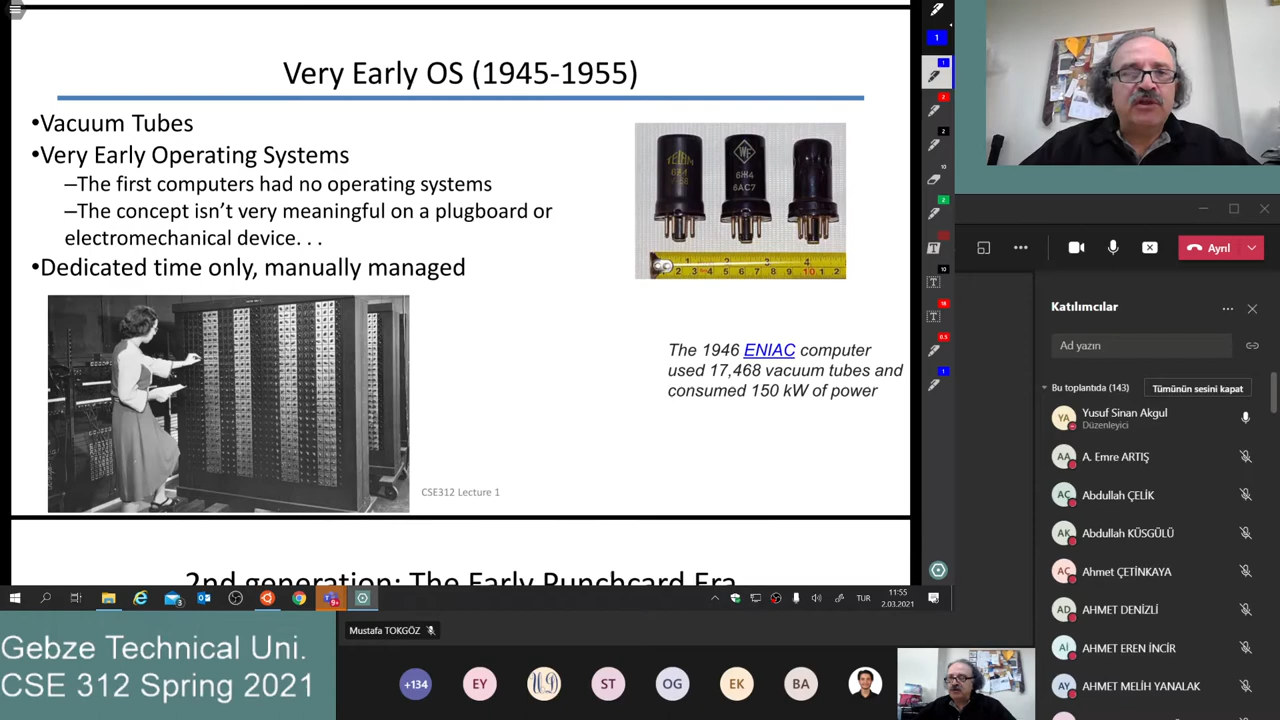 Very Early OS (1945-1955)
•Vacuum Tubes
•Very Early Operating Systems
–The first computers had no operating systems
–The concept isn't very meaningful on a plugboard or
electromechanical device. . .
•Dedicated time only, manually managed
6Ж4
6AC7
The 1946 ENIAC computer
used 17,468 vacuum tubes and
consumed 150 kW of power
CSE312 Lecture 1
2nd generation: The Early Punchcard Era
TUR
11:55
2.03.2021
Gebze Technical Uni.
CSE 312 Spring 2021
Mustafa TOKGÖZ
+134
EY
ST
OG
EK
BA
Ayrıl
Katılımcılar
Ad yazın
Bu toplantıda (143)
Tümünün sesini kapat
YA
Yusuf Sinan Akgul
Düzenleyici
AA
A. Emre ARTIŞ
AÇ
Abdullah ÇELİK
AK
Abdullah KÜSGÜLÜ
AÇ
Ahmet ÇETİNKAYA
AD
AHMET DENİZLİ
Aİ
AHMET EREN İNCİR
AY
AHMET MELİH YANALAK